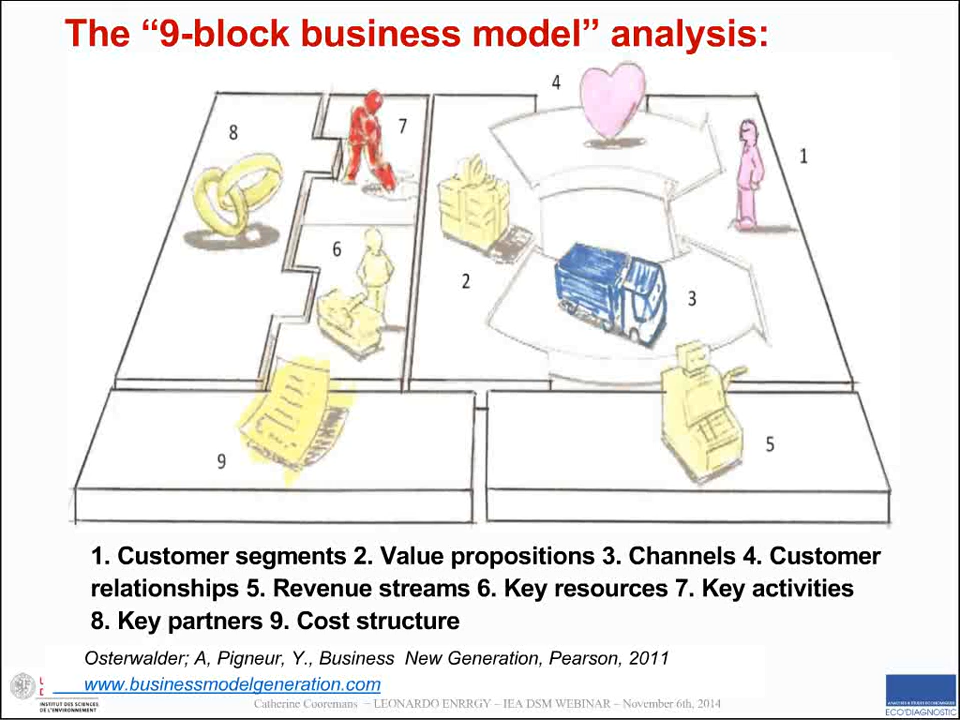 The “9-block business model” analysis:
4
8
7
1
6
2
3
5
9
1. Customer segments 2. Value propositions 3. Channels 4. Customer
relationships 5. Revenue streams 6. Key resources 7. Key activities
8. Key partners 9. Cost structure
Osterwalder; A, Pigneur, Y., Business New Generation, Pearson, 2011
www.businessmodelgeneration.com
INSTITUT DES SCIENCES
DE L'ENVIRONNEMENT
Catherine Cooremans – LEONARDO ENRRGY – IEA DSM WEBINAR – November 6th, 2014
ECO'DIAGNOSTIC